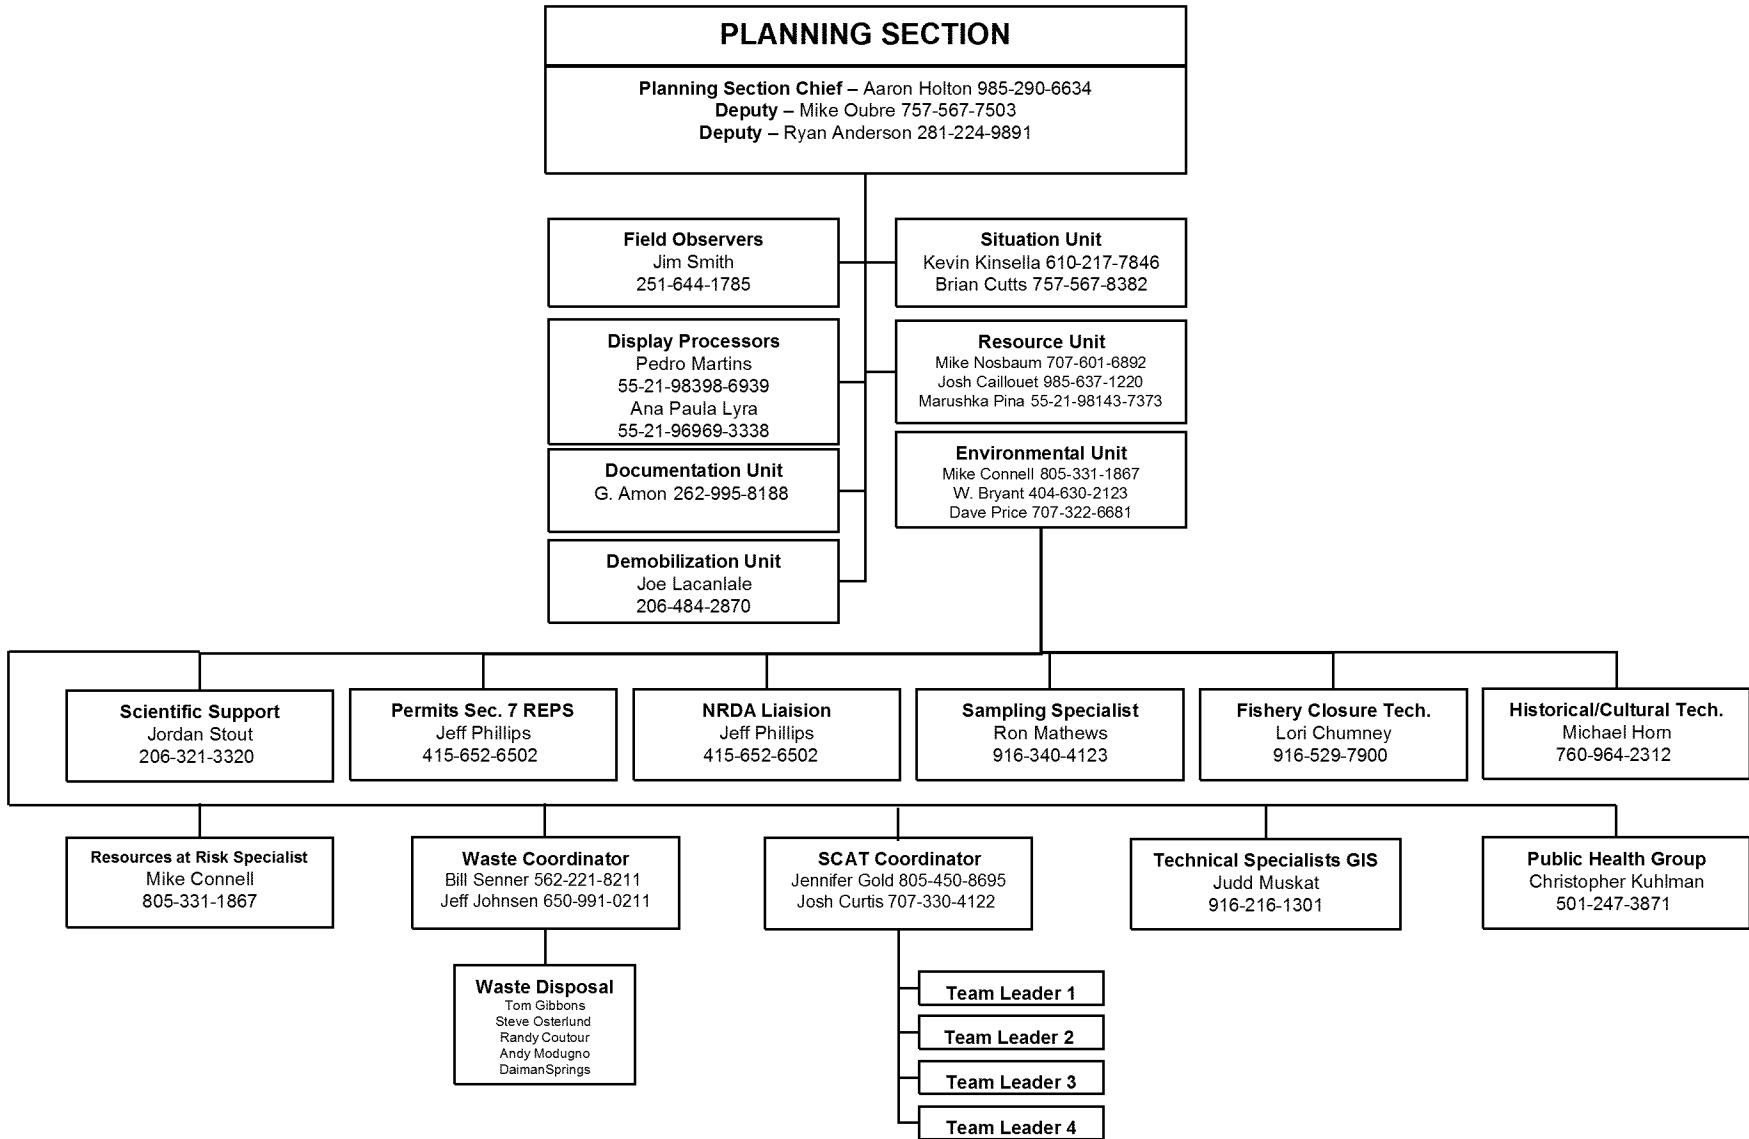 PLANNING SECTION
Planning Section Chief – Aaron Holton 985-290-6634
Deputy – Mike Oubre 757-567-7503
Deputy – Ryan Anderson 281-224-9891
Field Observers
Jim Smith
251-644-1785
Situation Unit
Kevin Kinsella 610-217-7846
Brian Cutts 757-567-8382
Display Processors
Pedro Martins
55-21-98398-6939
Ana Paula Lyra
55-21-96969-3338
Resource Unit
Mike Nosbaum 707-601-6892
Josh Caillouet 985-637-1220
Marushka Pina 55-21-98143-7373
Documentation Unit
G. Amon 262-995-8188
Environmental Unit
Mike Connell 805-331-1867
W. Bryant 404-630-2123
Dave Price 707-322-6681
Demobilization Unit
Joe Lacanlale
206-484-2870
Scientific Support
Jordan Stout
206-321-3320
Permits Sec. 7 REPS
Jeff Phillips
415-652-6502
NRDA Liaision
Jeff Phillips
415-652-6502
Sampling Specialist
Ron Mathews
916-340-4123
Fishery Closure Tech.
Lori Chumney
916-529-7900
Historical/Cultural Tech.
Michael Horn
760-964-2312
Resources at Risk Specialist
Mike Connell
805-331-1867
Waste Coordinator
Bill Senner 562-221-8211
Jeff Johnsen 650-991-0211
SCAT Coordinator
Jennifer Gold 805-450-8695
Josh Curtis 707-330-4122
Technical Specialists GIS
Judd Muskat
916-216-1301
Public Health Group
Christopher Kuhlman
501-247-3871
Waste Disposal
Tom Gibbons
Steve Osterlund
Randy Coutour
Andy Modugno
DaimanSprings
Team Leader 1
Team Leader 2
Team Leader 3
Team Leader 4